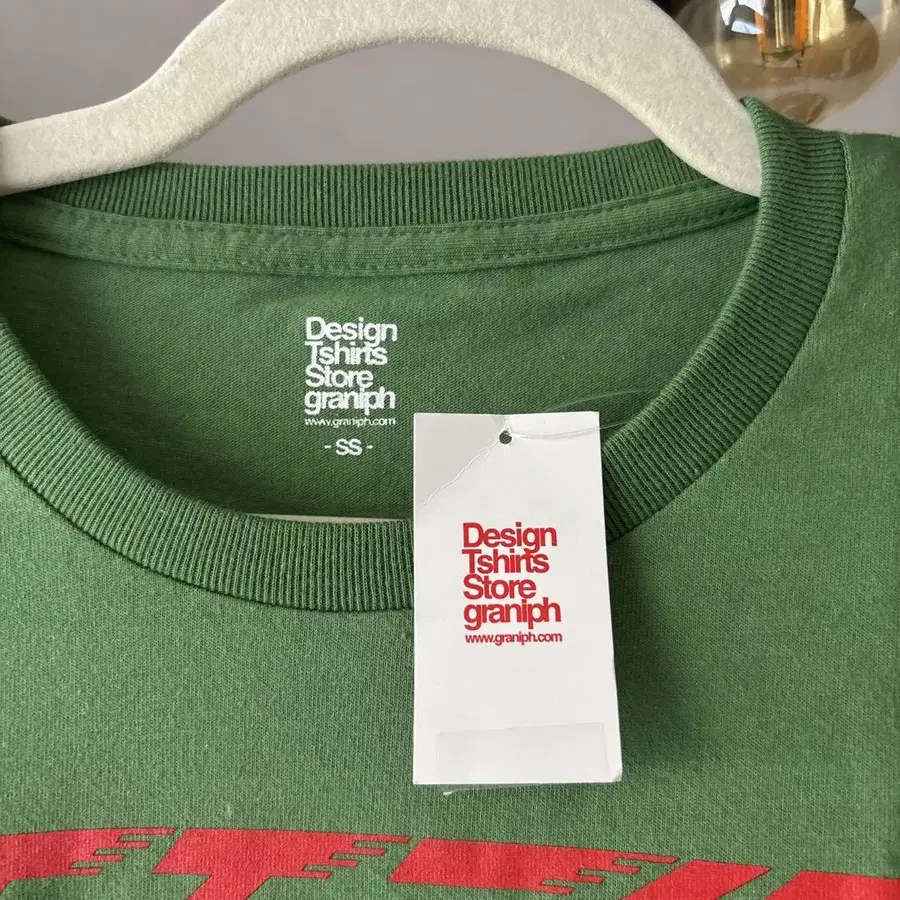 Design
Tshirts
Store
graniph
www.graniph.com
- SS -
Design
Tshirts
Store
graniph
www.graniph.com